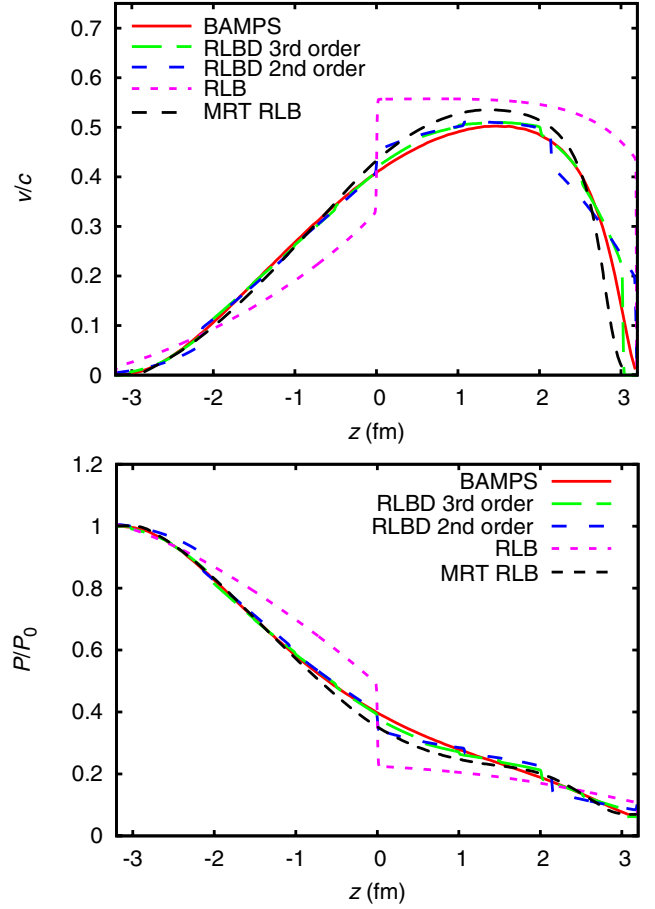 0.7
0.6
0.5
0.4
0.3
0.2
0.1
0
v/c
BAMPS
RLBD 3rd order
RLBD 2nd order
RLB
MRT RLB
-3 -2 -1 0 1 2 3
z (fm)
1.2
1
0.8
0.6
0.4
0.2
0
P/P0
BAMPS
RLBD 3rd order
RLBD 2nd order
RLB
MRT RLB
-3 -2 -1 0 1 2 3
z (fm)